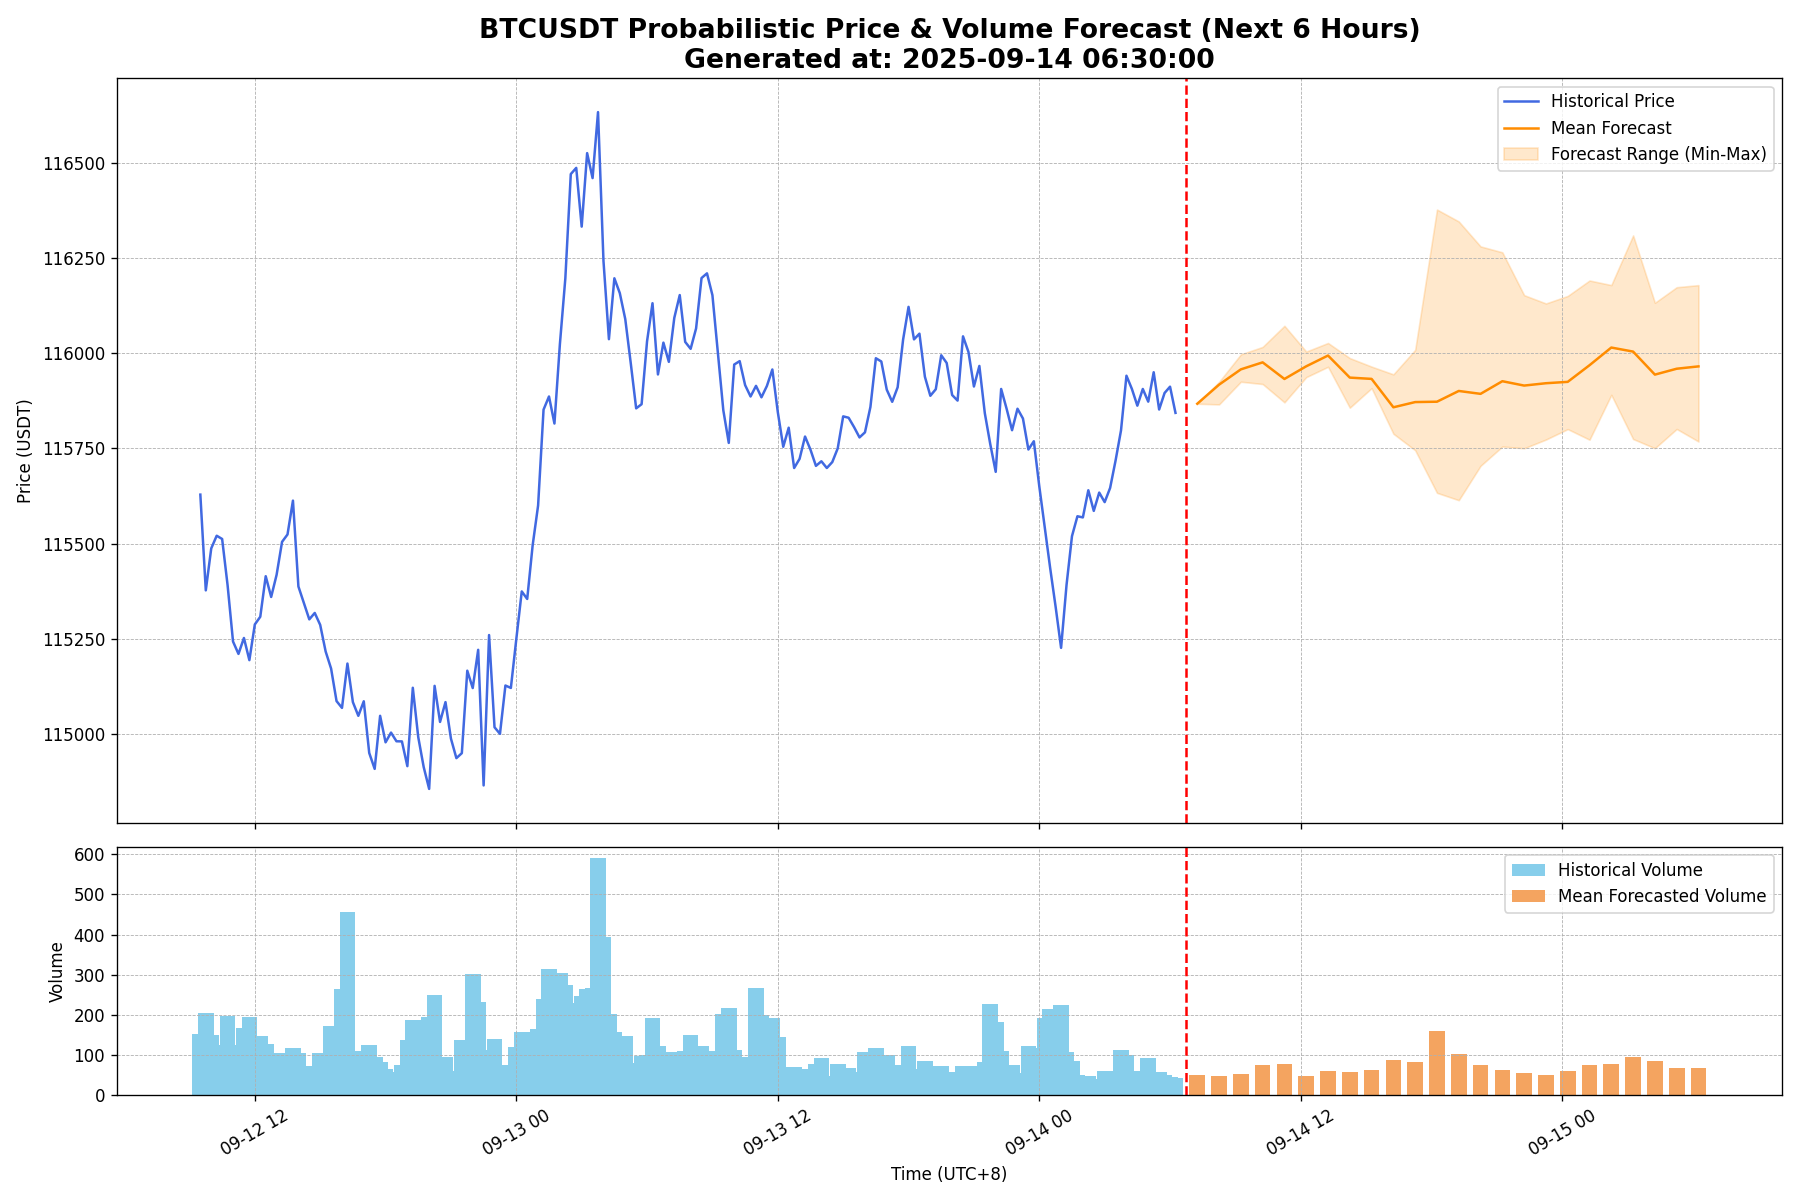 BTCUSDT Probabilistic Price & Volume Forecast (Next 6 Hours)
Generated at: 2025-09-14 06:30:00
Historical Price
Mean Forecast
Forecast Range (Min-Max)
116500
116250
116000
115750
115500
115250
115000
Price (USDT)
Historical Volume
Mean Forecasted Volume
600
500
400
300
200
100
0
Volume
09-12 12
09-13 00
09-13 12
09-14 00
09-14 12
09-15 00
Time (UTC+8)